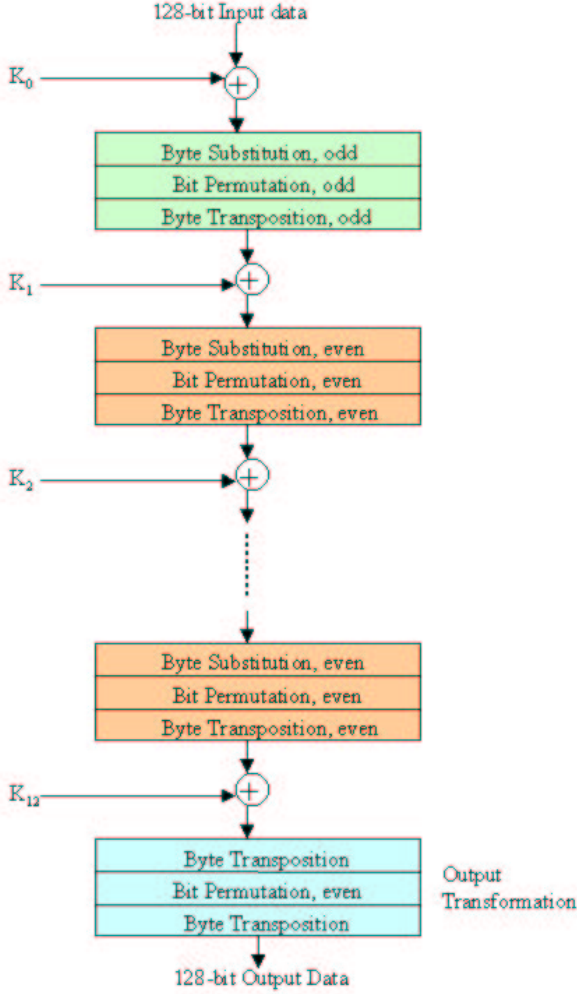 128-bit Input data
K₀
+
Byte Substitution, odd
Bit Permutation, odd
Byte Transposition, odd
K₁
+
Byte Substitution, even
Bit Permutation, even
Byte Transposition, even
K₂
+
Byte Substitution, even
Bit Permutation, even
Byte Transposition, even
K₁₂
+
Byte Transposition
Bit Permutation, even
Byte Transposition
Output
Transformation
128-bit Output Data